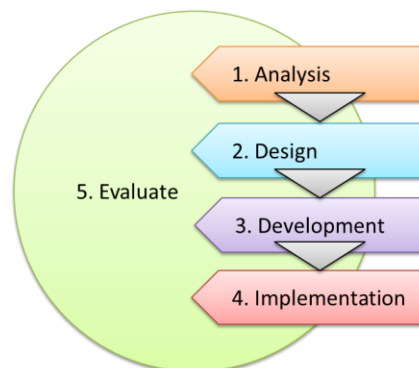 1. Analysis
2. Design
5. Evaluate
3. Development
4. Implementation